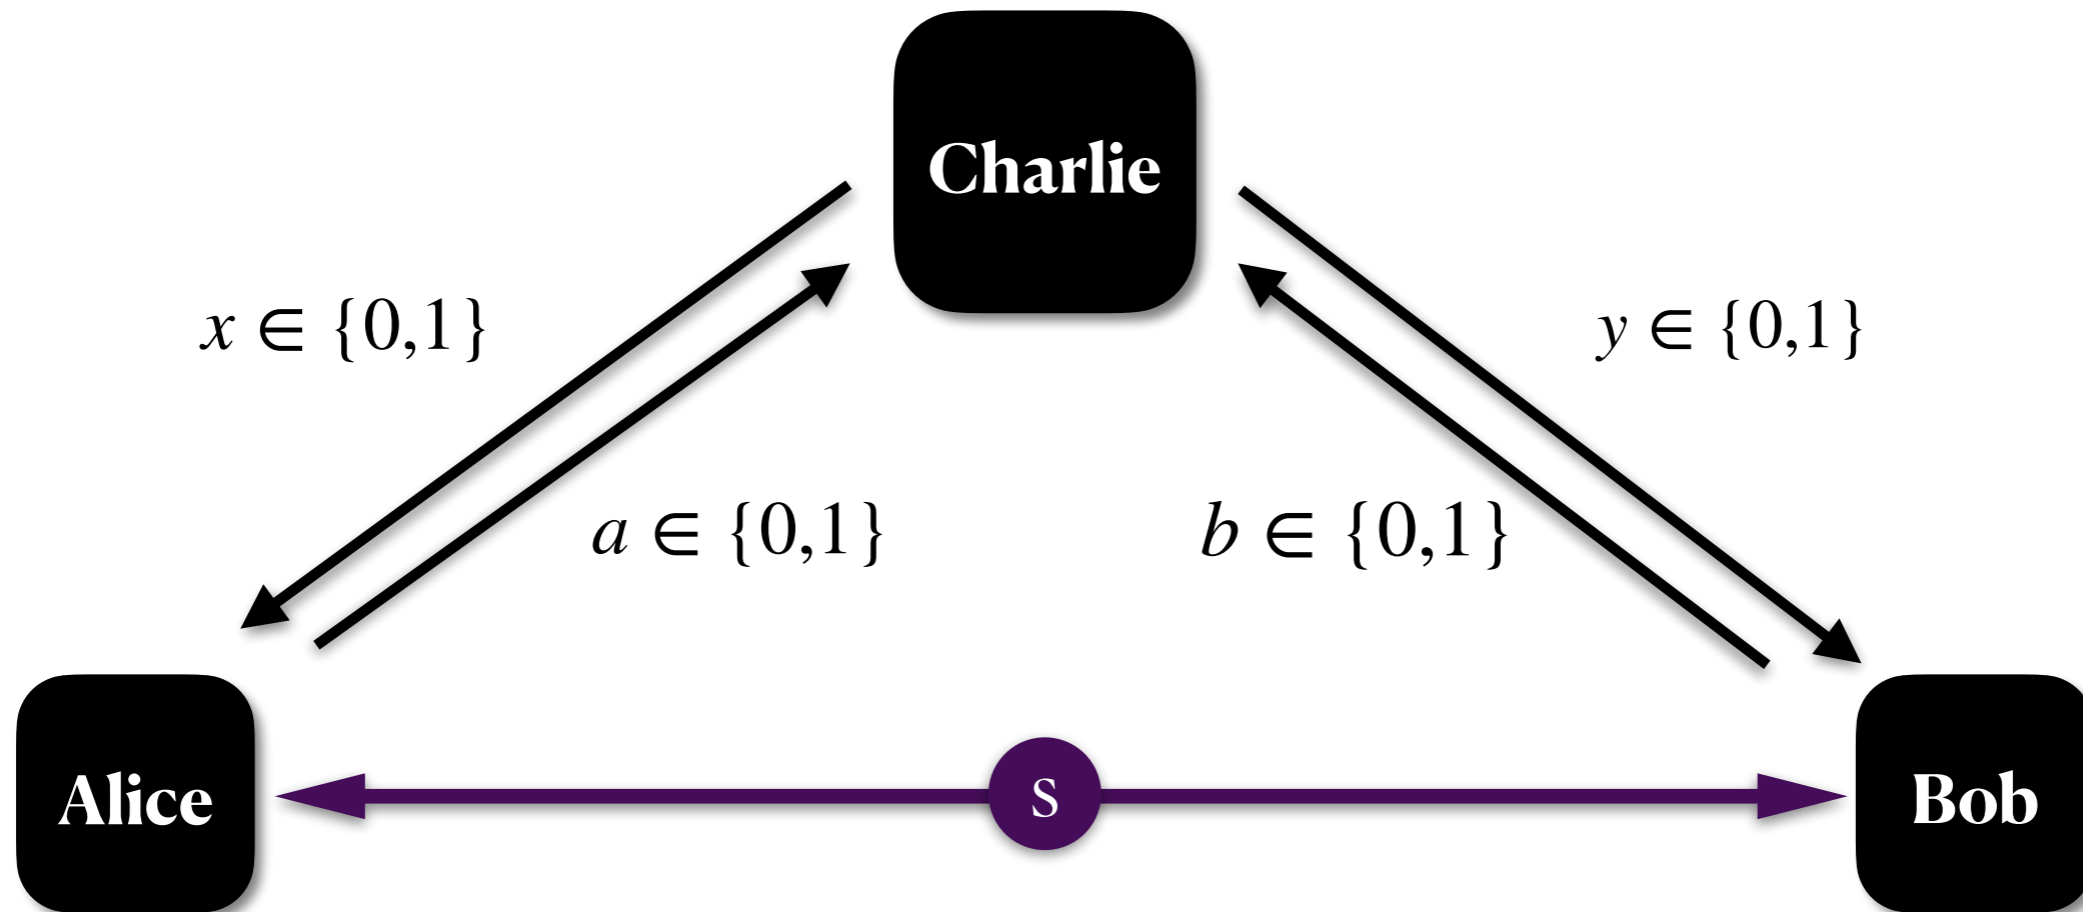 Charlie
x ∈ {0,1}
y ∈ {0,1}
a ∈ {0,1}
b ∈ {0,1}
Alice
S
Bob